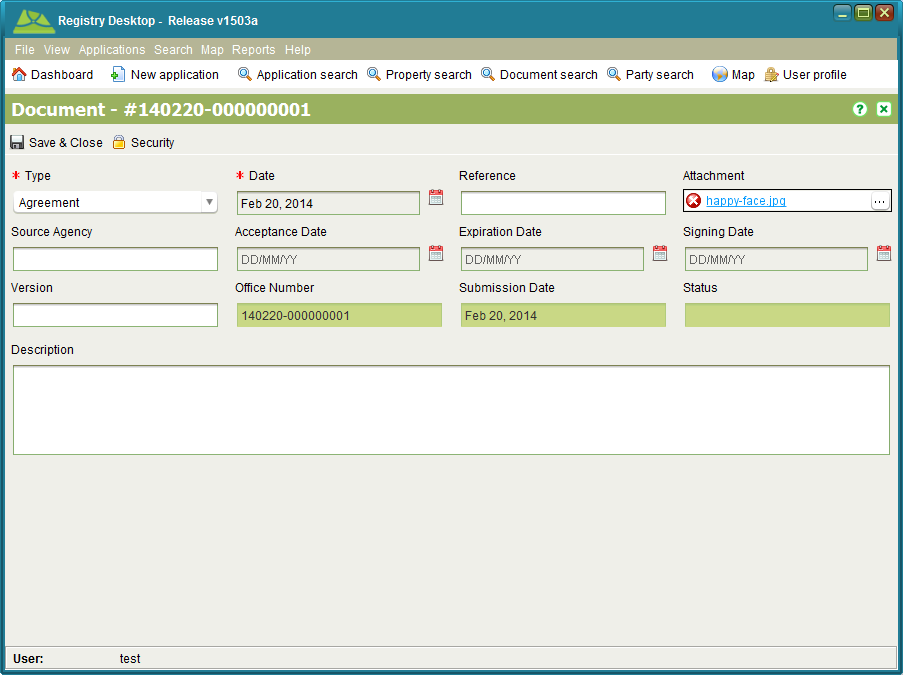 Registry Desktop - Release v1503a
File View Applications Search Map Reports Help
Dashboard New application Application search Property search Document search Party search Map User profile
Document - #140220-000000001
Save & Close Security
* Type * Date Reference Attachment
Agreement Feb 20, 2014 happy-face.jpg ...
Source Agency Acceptance Date Expiration Date Signing Date
DD/MM/YY DD/MM/YY DD/MM/YY
Version Office Number Submission Date Status
140220-000000001 Feb 20, 2014
Description
User: test